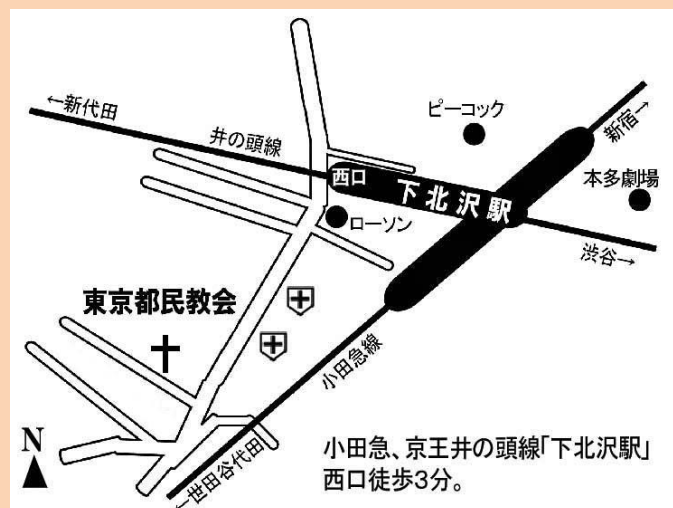 ←新代田
井の頭線
ピーコック
新宿→
西口
下北沢駅
本多劇場
ローソン
渋谷→
東京都民教会
小田急線
N
←世田谷代田
小田急、京王井の頭線「下北沢駅」
西口徒歩3分。